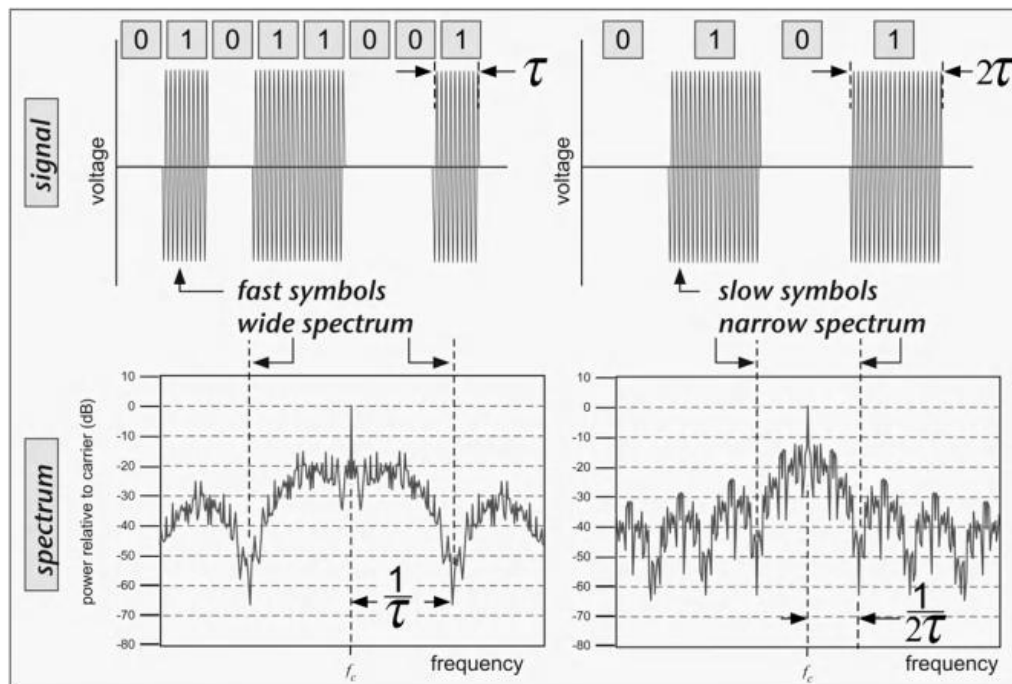 0 1 0 1 1 0 0 1
0 1 0 1
τ
2τ
signal
voltage
voltage
fast symbols
wide spectrum
slow symbols
narrow spectrum
spectrum
power relative to carrier (dB)
10
0
-10
-20
-30
-40
-50
-60
-70
-80
1/τ
f_c
frequency
10
0
-10
-20
-30
-40
-50
-60
-70
-80
1/2τ
f_c
frequency